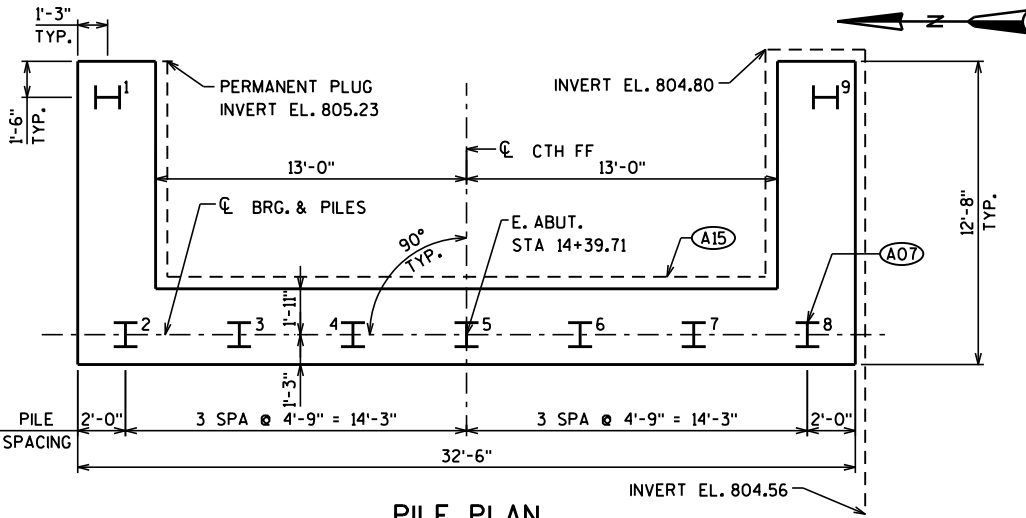 1'-3"
TYP.
N
1'-6"
TYP.
1
PERMANENT PLUG
INVERT EL. 805.23
INVERT EL. 804.80
9
℄ CTH FF
13'-0"
13'-0"
℄ BRG. & PILES
90°
TYP.
E. ABUT.
STA 14+39.71
A15
A07
12'-8"
TYP.
1'-11"
2
3
4
5
6
7
8
1'-3"
PILE
SPACING
2'-0"
3 SPA @ 4'-9" = 14'-3"
3 SPA @ 4'-9" = 14'-3"
2'-0"
32'-6"
INVERT EL. 804.56
PILE PLAN